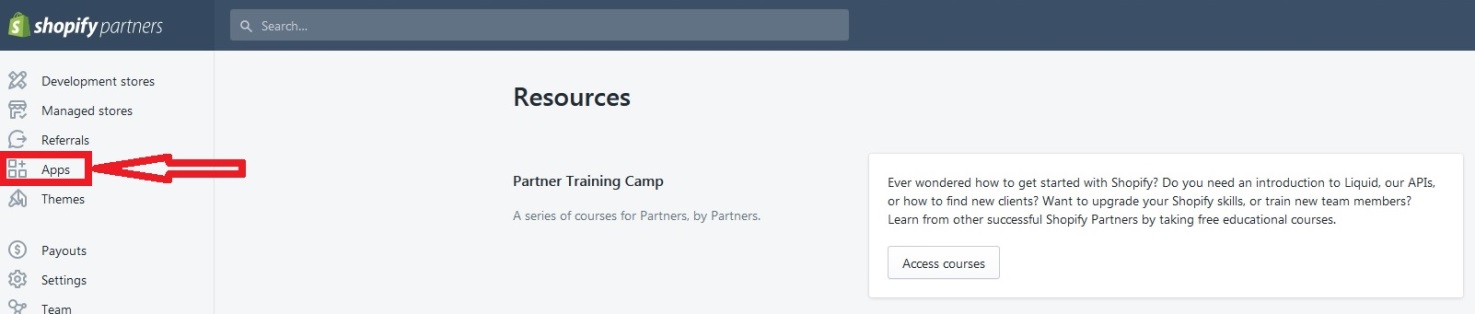 shopify partners
Search...
Development stores
Managed stores
Referrals
Apps
Themes
Payouts
Settings
Team
Resources
Partner Training Camp
A series of courses for Partners, by Partners.
Ever wondered how to get started with Shopify? Do you need an introduction to Liquid, our APIs,
or how to find new clients? Want to upgrade your Shopify skills, or train new team members?
Learn from other successful Shopify Partners by taking free educational courses.
Access courses